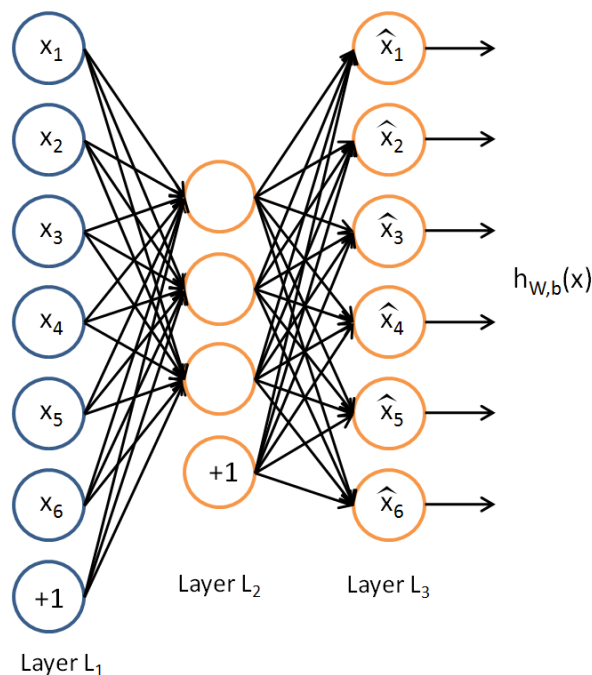 x₁
x₂
x₃
x₄
x₅
x₆
+1
Layer L₁
+1
Layer L₂
x̂₁
x̂₂
x̂₃
x̂₄
x̂₅
x̂₆
Layer L₃
h_{W,b}(x)